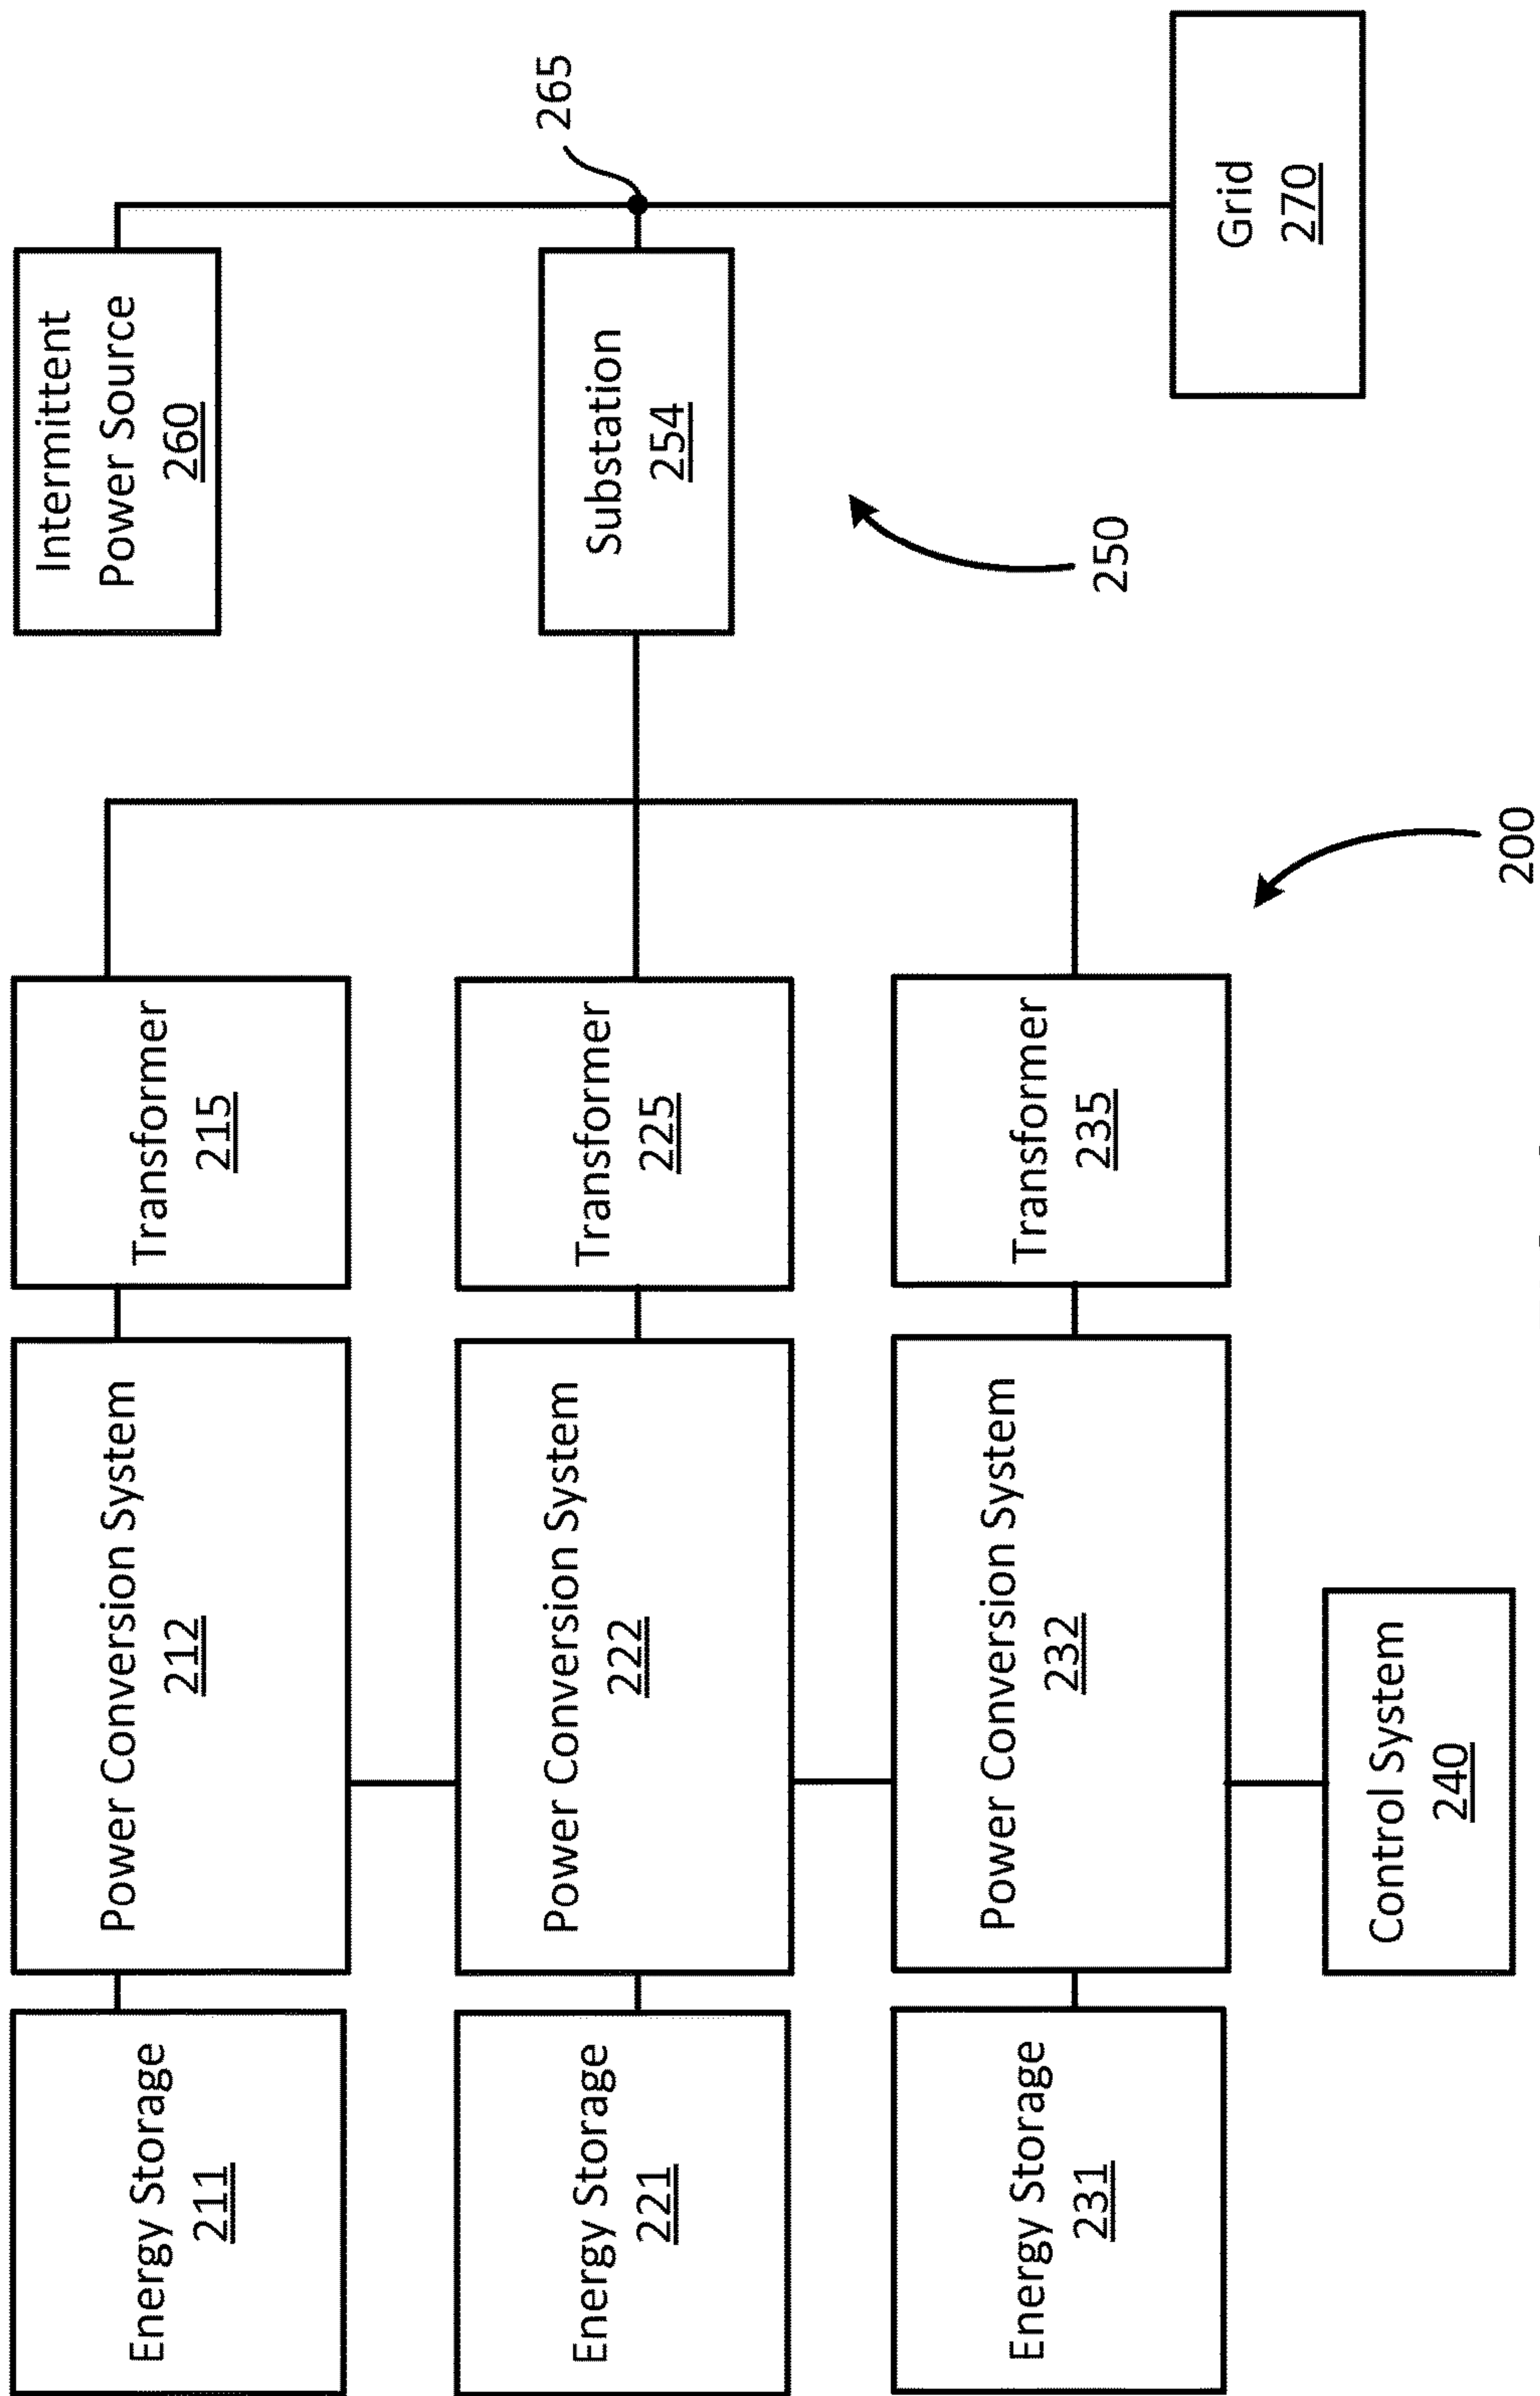 Energy Storage
211
Power Conversion System
212
Transformer
215
Intermittent
Power Source
260
265
Energy Storage
221
Power Conversion System
222
Transformer
225
Substation
254
250
Energy Storage
231
Power Conversion System
232
Transformer
235
Grid
270
Control System
240
200